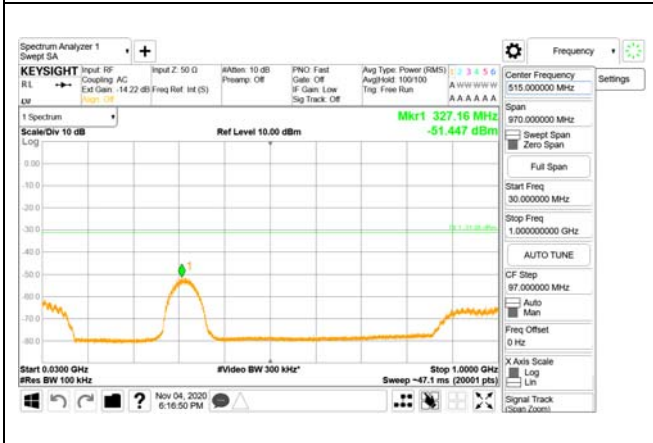 Spectrum Analyzer 1
Swept SA
Frequency
KEYSIGHT
RL
Input: RF
Coupling: AC
Ext Gain: -14.22 dB
Align: Off
Input Z: 50 Ω
Freq Ref: Int (S)
#Atten: 10 dB
Preamp: Off
PNO: Fast
Gate: Off
IF Gain: Low
Sig Track: Off
Avg Type: Power (RMS)
Avg|Hold: 100/100
Trig: Free Run
1 2 3 4 5 6
A W W W W W
A A A A A A
Center Frequency
515.000000 MHz
Settings
Span
970.000000 MHz
Swept Span
Zero Span
Full Span
Start Freq
30.000000 MHz
Stop Freq
1.000000000 GHz
AUTO TUNE
CF Step
97.000000 MHz
Auto
Man
Freq Offset
0 Hz
X Axis Scale
Log
Lin
Signal Track
(Span Zoom)
1 Spectrum
Scale/Div 10 dB
Log
Ref Level 10.00 dBm
Mkr1 327.16 MHz
-51.447 dBm
0.00
-10.0
-20.0
-30.0
-40.0
-50.0
-60.0
-70.0
-80.0
1
Start 0.0300 GHz
#Res BW 100 kHz
#Video BW 300 kHz*
Stop 1.0000 GHz
Sweep ~47.1 ms (20001 pts)
Nov 04, 2020
6:16:50 PM